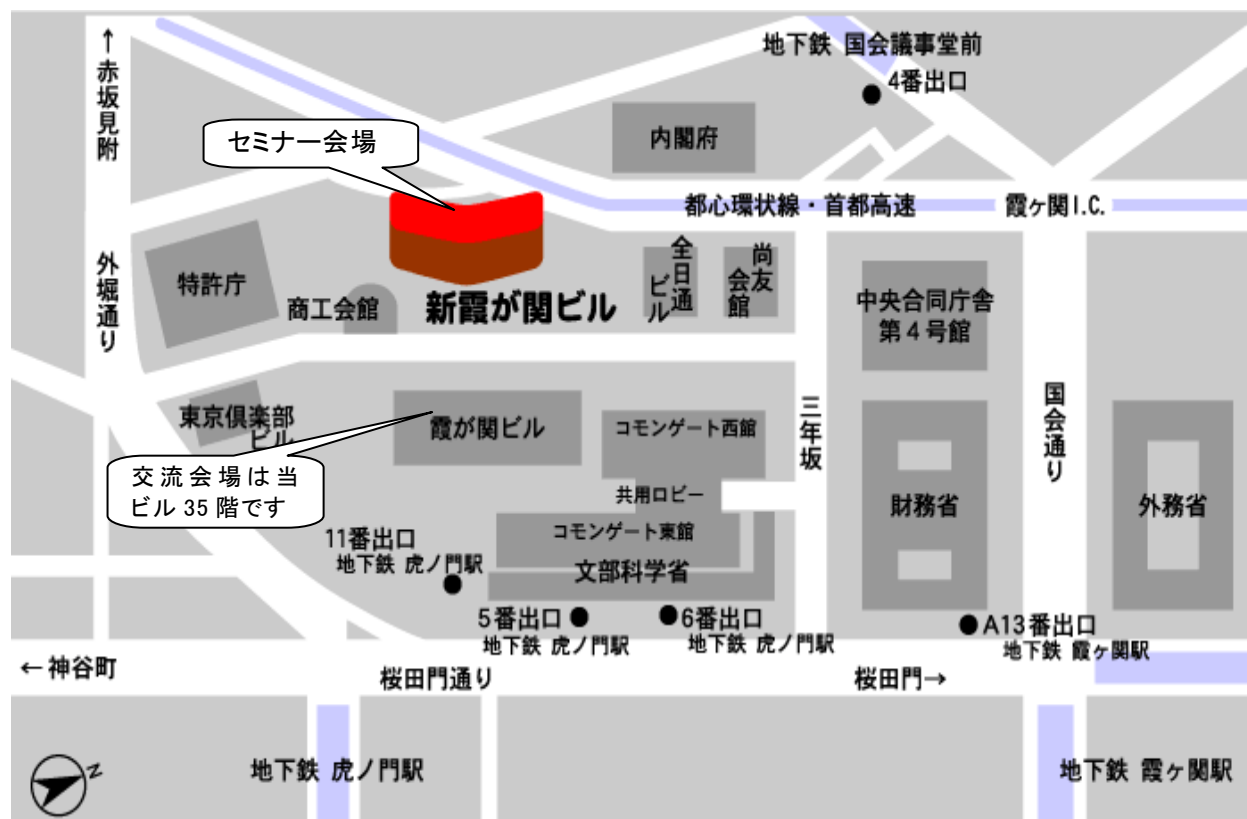 地下鉄 国会議事堂前
4番出口
↑赤坂見附
セミナー会場
内閣府
都心環状線・首都高速
霞ヶ関I.C.
外堀通り
特許庁
商工会館
新霞が関ビル
全日通
ビル
尚友
会館
中央合同庁舎
第4号館
東京倶楽部
ビル
霞が関ビル
コモンゲート西館
三年坂
国会通り
交流会場は当
ビル 35 階です
共用ロビー
財務省
外務省
コモンゲート東館
11番出口
地下鉄 虎ノ門駅
文部科学省
5番出口
地下鉄 虎ノ門駅
6番出口
地下鉄 虎ノ門駅
A13番出口
地下鉄 霞ヶ関駅
←神谷町
桜田門通り
桜田門→
N
地下鉄 虎ノ門駅
地下鉄 霞ヶ関駅